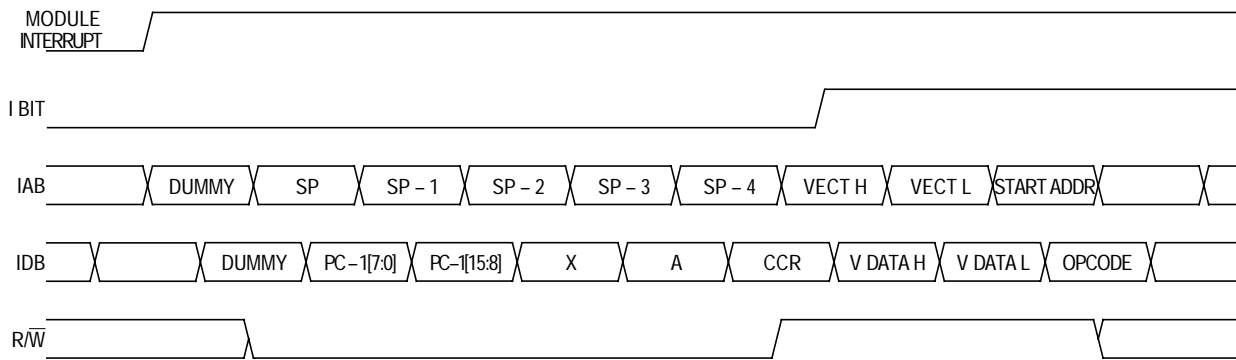 MODULE
INTERRUPT
I BIT
IAB DUMMY SP SP – 1 SP – 2 SP – 3 SP – 4 VECT H VECT L START ADDR
IDB DUMMY PC – 1[7:0] PC–1[15:8] X A CCR V DATA H V DATA L OPCODE
R/W̅